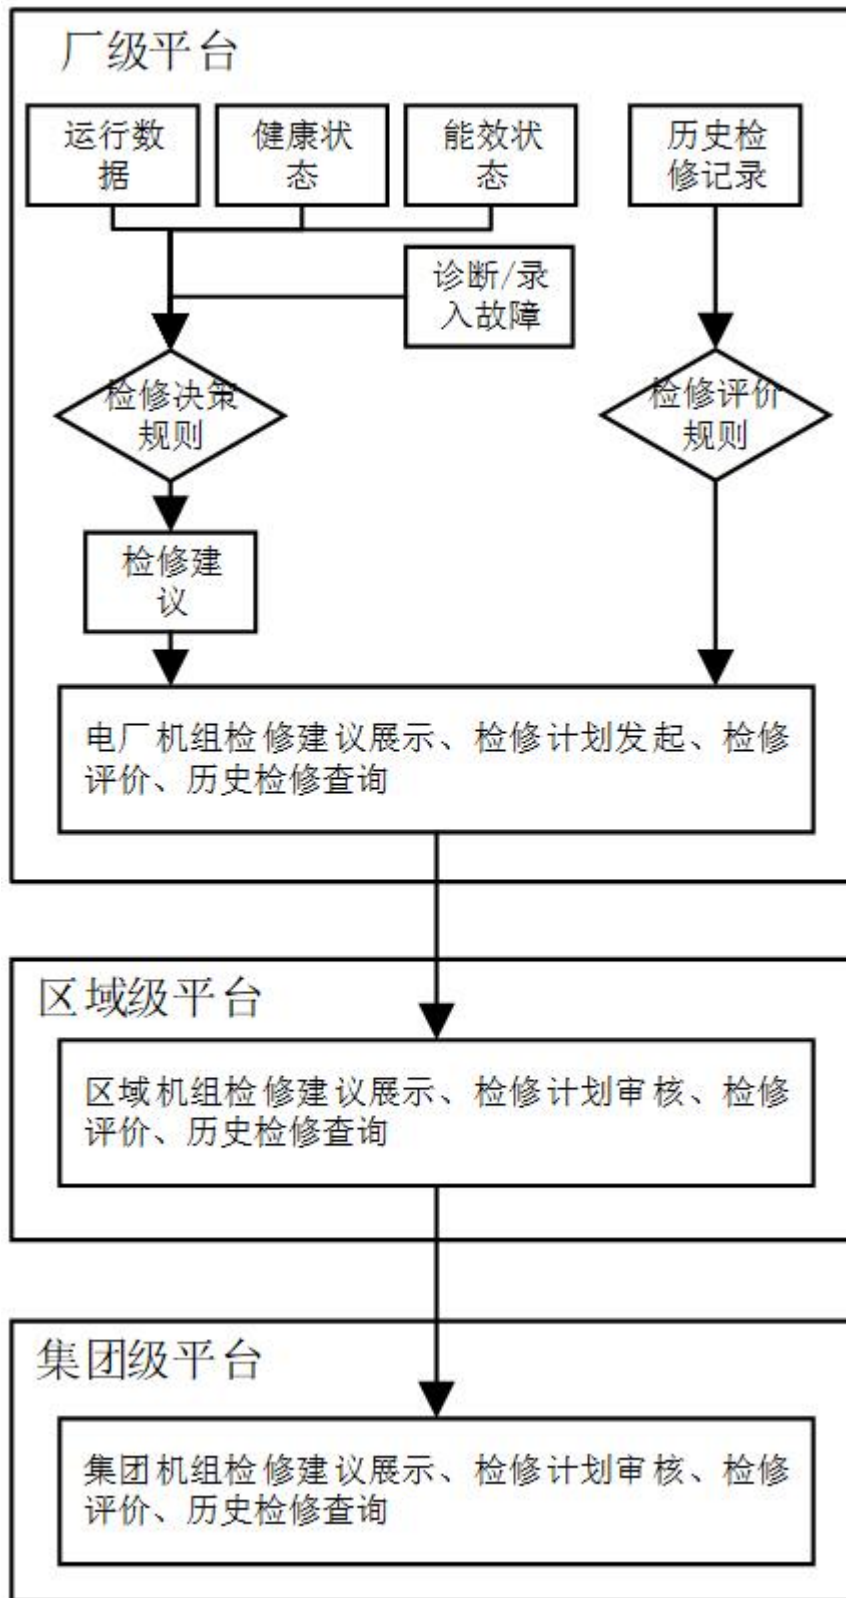 厂级平台
运行数
据
健康状
态
能效状
态
历史检
修记录
诊断/录
入故障
检修决策
规则
检修评价
规则
检修建
议
电厂机组检修建议展示、检修计划发起、检修
评价、历史检修查询
区域级平台
区域机组检修建议展示、检修计划审核、检修
评价、历史检修查询
集团级平台
集团机组检修建议展示、检修计划审核、检修
评价、历史检修查询